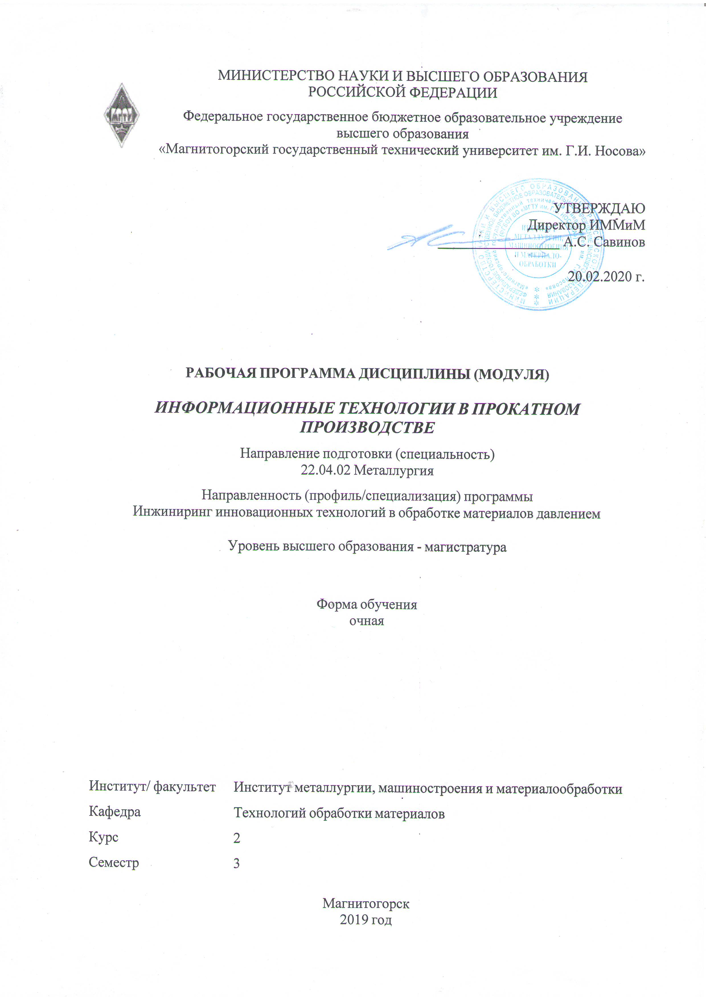 МИНИСТЕРСТВО НАУКИ И ВЫСШЕГО ОБРАЗОВАНИЯ
РОССИЙСКОЙ ФЕДЕРАЦИИ
МГТУ
Федеральное государственное бюджетное образовательное учреждение
высшего образования
«Магнитогорский государственный технический университет им. Г.И. Носова»
УТВЕРЖДАЮ
Директор ИММиМ
А.С. Савинов
МЕТАЛЛУРГИИ,
МАШИНОСТРОЕНИЯ
И МАТЕРИАЛО-
ОБРАБОТКИ
20.02.2020 г.
РАБОЧАЯ ПРОГРАММА ДИСЦИПЛИНЫ (МОДУЛЯ)
ИНФОРМАЦИОННЫЕ ТЕХНОЛОГИИ В ПРОКАТНОМ
ПРОИЗВОДСТВЕ
Направление подготовки (специальность)
22.04.02 Металлургия
Направленность (профиль/специализация) программы
Инжиниринг инновационных технологий в обработке материалов давлением
Уровень высшего образования - магистратура
Форма обучения
очная
Институт/ факультет Институт металлургии, машиностроения и материалообработки
Кафедра Технологий обработки материалов
Курс 2
Семестр 3
Магнитогорск
2019 год